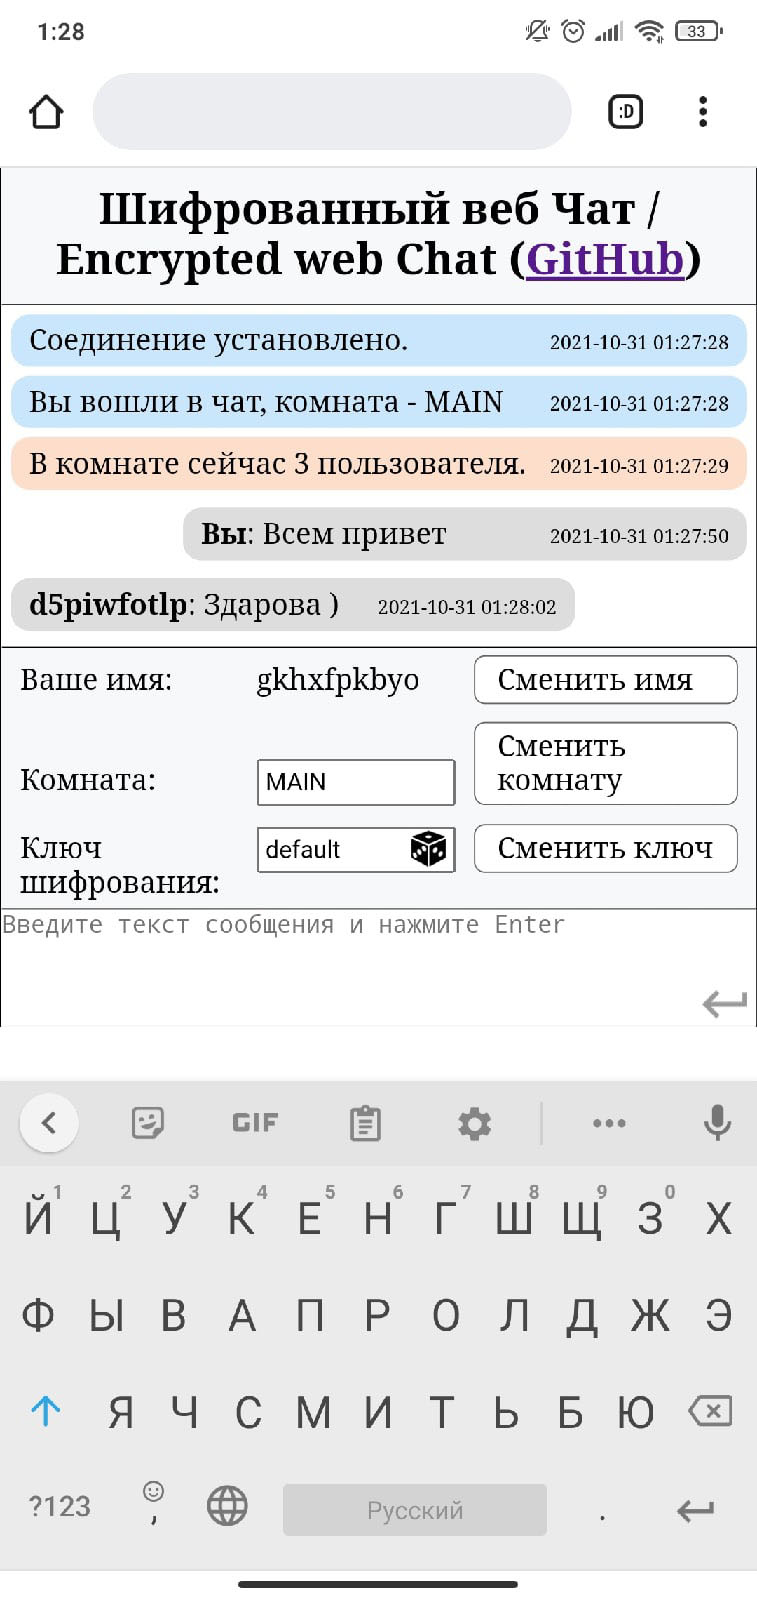 1:28
33
:D
Шифрованный веб Чат /
Encrypted web Chat (GitHub)
Соединение установлено. 2021-10-31 01:27:28
Вы вошли в чат, комната - MAIN 2021-10-31 01:27:28
В комнате сейчас 3 пользователя. 2021-10-31 01:27:29
Вы: Всем привет 2021-10-31 01:27:50
d5piwfotlp: Здарова ) 2021-10-31 01:28:02
Ваше имя: gkhxfpkbyo Сменить имя
Комната: MAIN Сменить
комнату
Ключ
шифрования: default Сменить ключ
Введите текст сообщения и нажмите Enter
GIF
1 2 3 4 5 6 7 8 9 0
Й Ц У К Е Н Г Ш Щ З Х
Ф Ы В А П Р О Л Д Ж Э
Я Ч С М И Т Ь Б Ю
?123 , Русский .